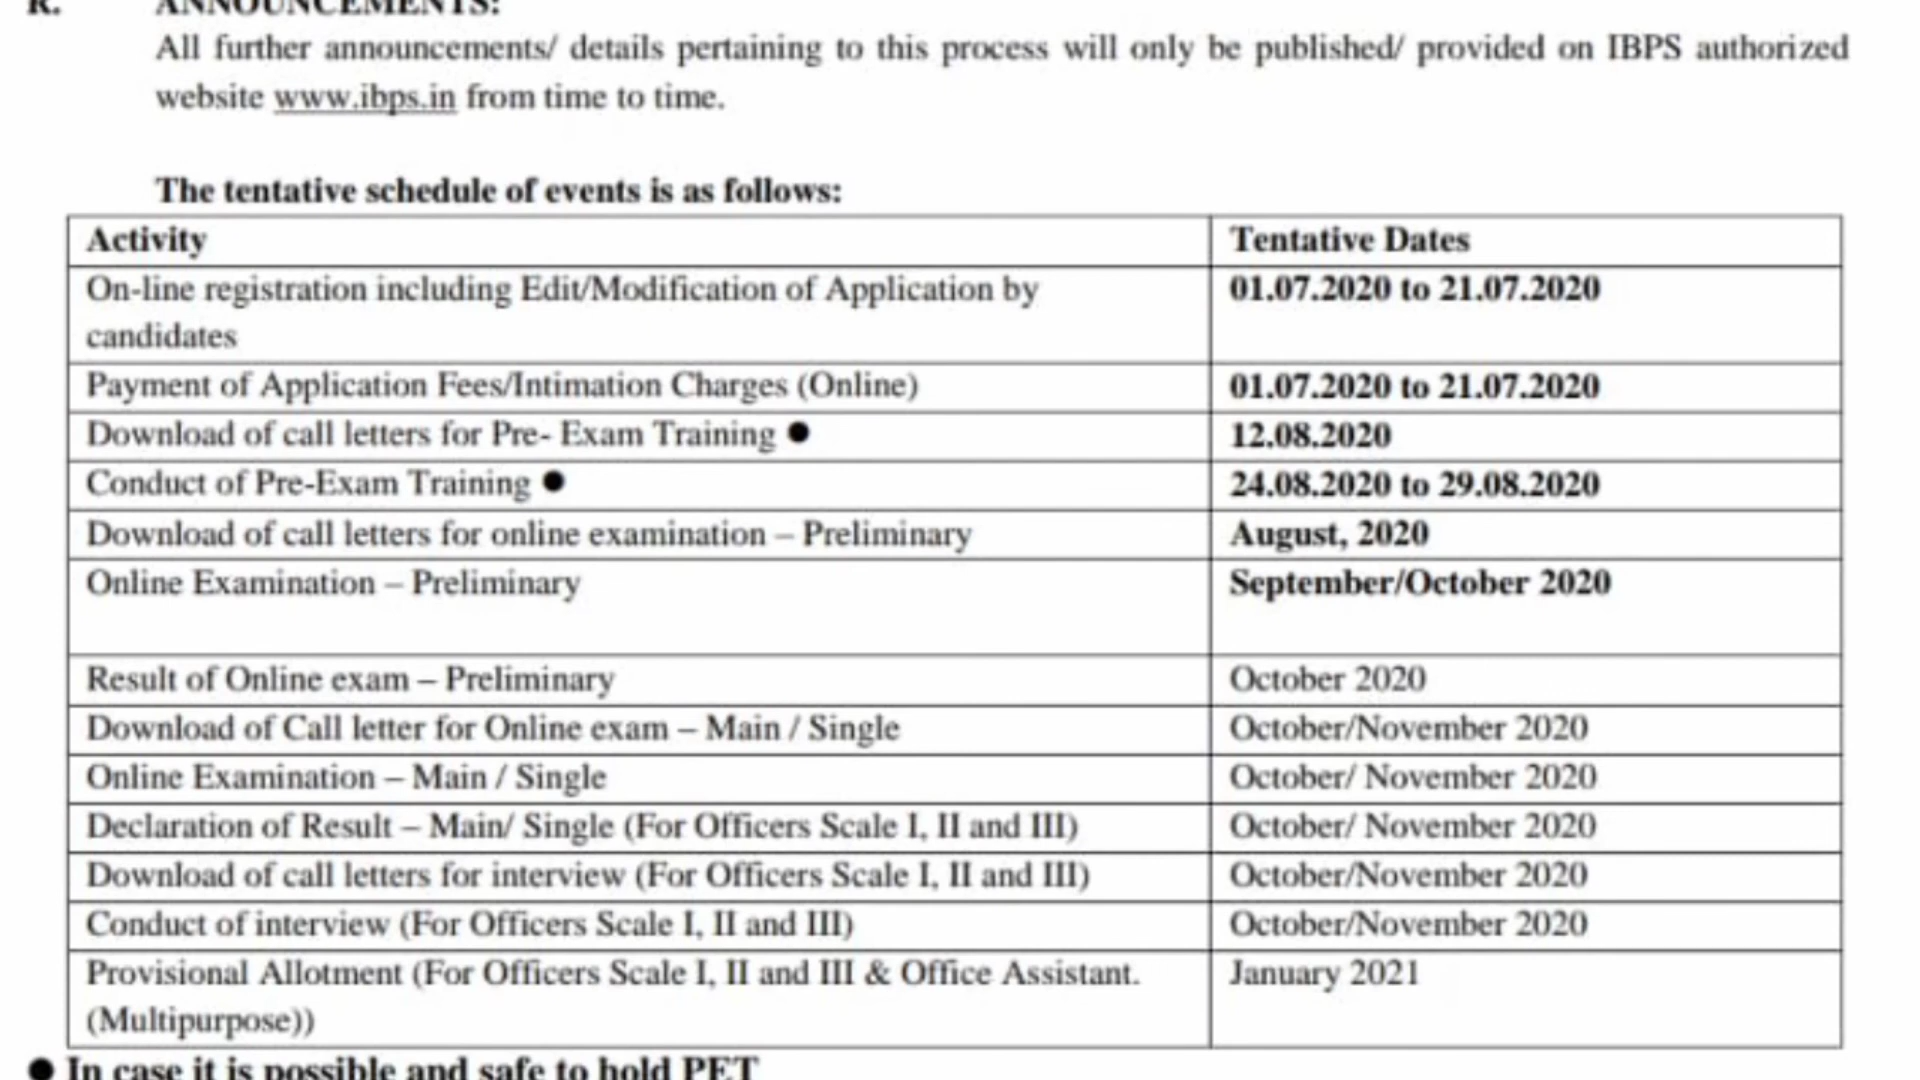 R. ANNOUNCEMENTS:
All further announcements/ details pertaining to this process will only be published/ provided on IBPS authorized
website www.ibps.in from time to time.
The tentative schedule of events is as follows:
Activity Tentative Dates
On-line registration including Edit/Modification of Application by 01.07.2020 to 21.07.2020
candidates
Payment of Application Fees/Intimation Charges (Online) 01.07.2020 to 21.07.2020
Download of call letters for Pre- Exam Training ● 12.08.2020
Conduct of Pre-Exam Training ● 24.08.2020 to 29.08.2020
Download of call letters for online examination – Preliminary August, 2020
Online Examination – Preliminary September/October 2020
Result of Online exam – Preliminary October 2020
Download of Call letter for Online exam – Main / Single October/November 2020
Online Examination – Main / Single October/ November 2020
Declaration of Result – Main/ Single (For Officers Scale I, II and III) October/ November 2020
Download of call letters for interview (For Officers Scale I, II and III) October/November 2020
Conduct of interview (For Officers Scale I, II and III) October/November 2020
Provisional Allotment (For Officers Scale I, II and III & Office Assistant. January 2021
(Multipurpose))
● In case it is possible and safe to hold PET